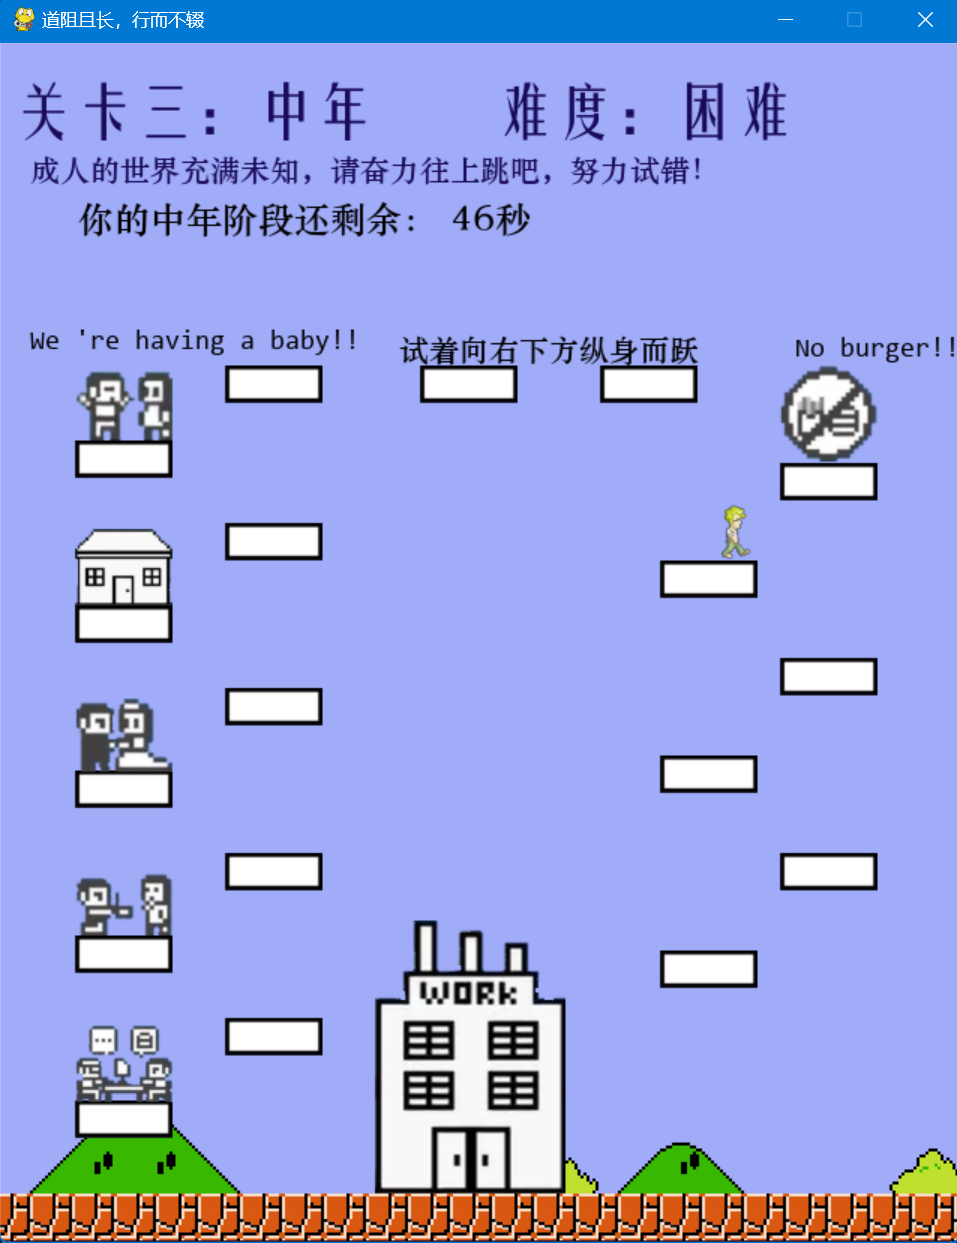 道阻且长，行而不辍
关卡三：中年 难度：困难
成人的世界充满未知，请奋力往上跳吧，努力试错！
你的中年阶段还剩余： 46秒
We 're having a baby!!
试着向右下方纵身而跃
No burger!!
WORK